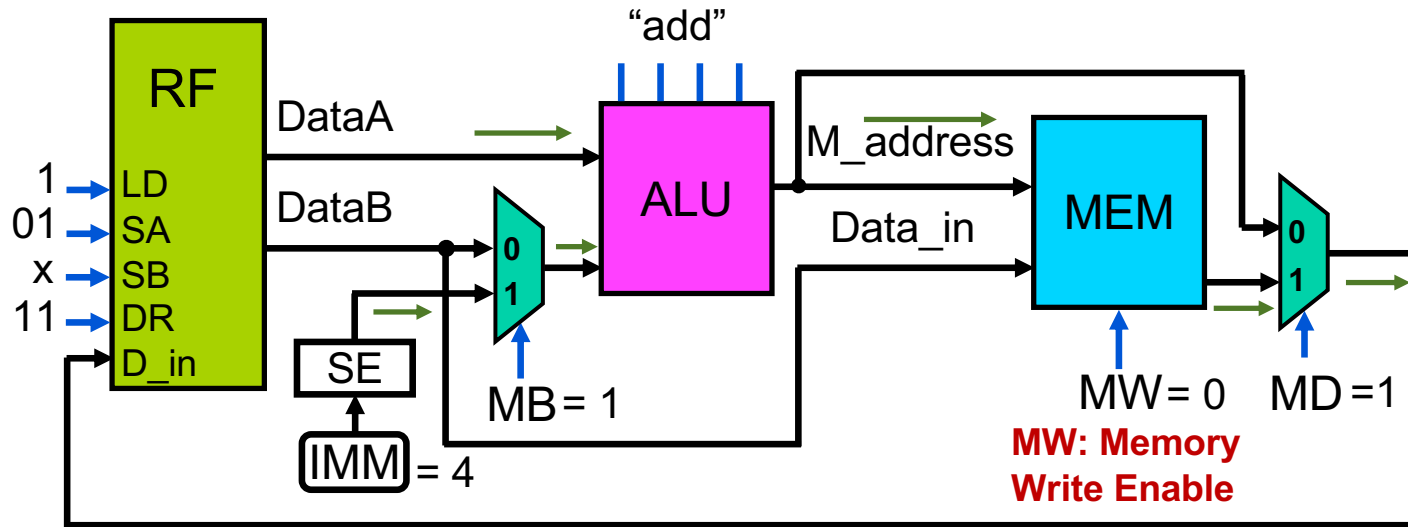 “add”
RF
DataA
M_address
1
LD
ALU
MEM
01
SA
DataB
Data_in
0
0
x
SB
1
1
11
DR
D_in
SE
MB = 1
MW = 0
MD =1
IMM = 4
MW: Memory
Write Enable